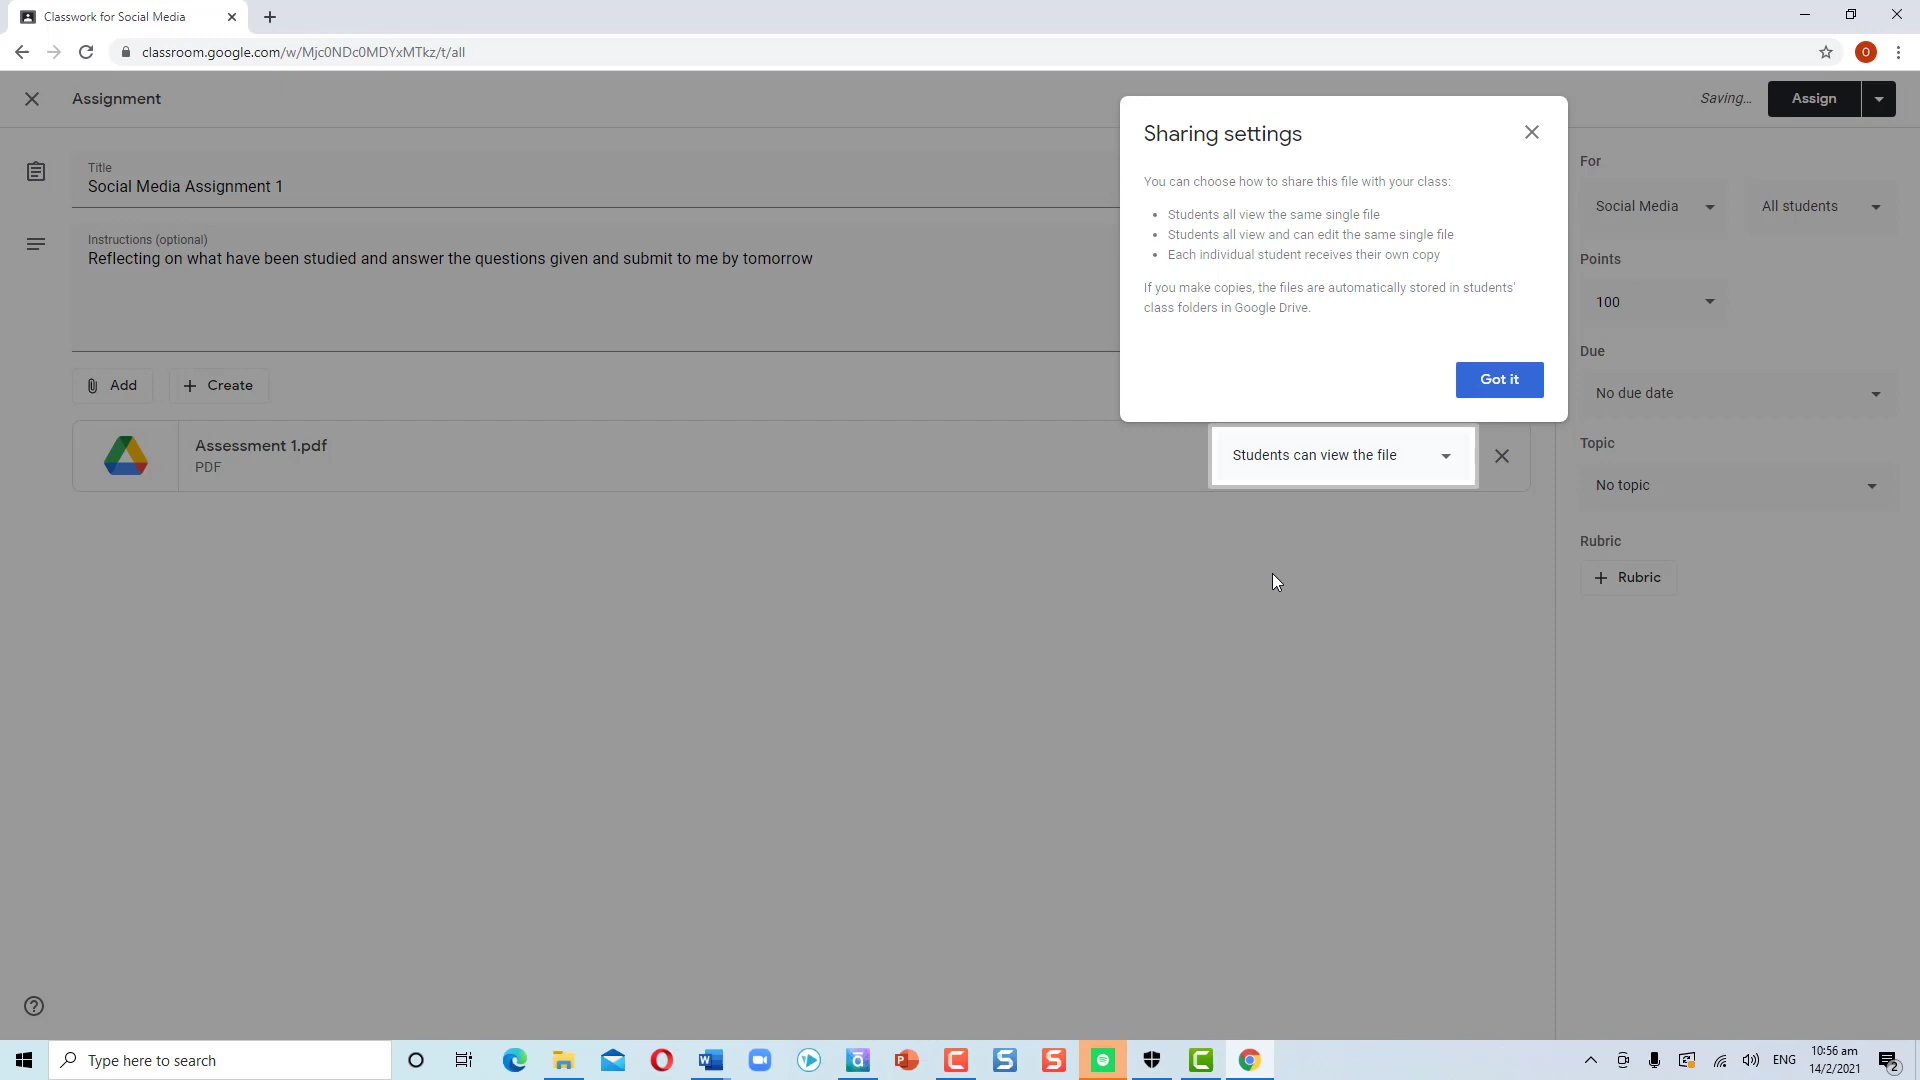 Classwork for Social Media
classroom.google.com/w/Mjc0NDc0MDYxMTkz/t/all
O
Assignment
Saving...
Assign
Title
Social Media Assignment 1
Instructions (optional)
Reflecting on what have been studied and answer the questions given and submit to me by tomorrow
Add
Create
Assessment 1.pdf
PDF
Sharing settings
You can choose how to share this file with your class:
• Students all view the same single file
• Students all view and can edit the same single file
• Each individual student receives their own copy
If you make copies, the files are automatically stored in students'
class folders in Google Drive.
Got it
Students can view the file
For
Social Media
All students
Points
100
Due
No due date
Topic
No topic
Rubric
Rubric
Type here to search
ENG
10:56 am
14/2/2021
2